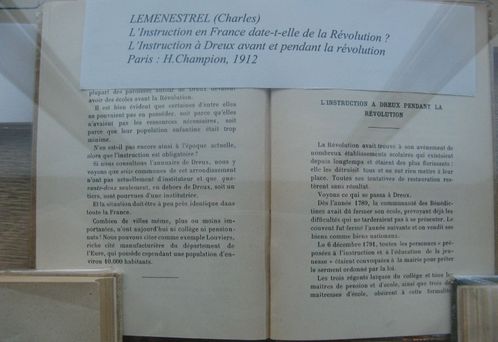 LEMENESTREL (Charles)
L'Instruction en France date-t-elle de la Révolution ?
L'Instruction à Dreux avant et pendant la révolution
Paris : H.Champion, 1912
plupart des paroisses autour de Dreux devaient
avoir des écoles avant la Révolution.
Il est bien évident que certaines d'entre elles
ne pouvaient pas en posséder, soit parce qu'elles
n'avaient pas les ressources nécessaires, soit
parce que leur population enfantine était trop
minime.
N'en est-il pas encore ainsi à l'époque actuelle,
alors que l'instruction est obligatoire ?
Si nous consultons l'annuaire de Dreux, nous y
voyons que sous communes de cet arrondissement
n'ont pas actuellement d'instituteur et que qua-
rante-deux seulement, en dehors de Dreux, soit un
tiers, sont pourvues d'une institutrice.
Et la situation doit être à peu près identique dans
toute la France.
Combien de villes même, plus ou moins im-
portantes, n'ont aujourd'hui ni collège ni pension-
nats ! Nous pouvons citer comme exemple Louviers,
riche cité manufacturière du département de
l'Eure, qui possède cependant une population d'en-
viron 10.000 habitants.
L'INSTRUCTION A DREUX PENDANT LA
RÉVOLUTION
La Révolution avait trouvé à son avènement de
nombreux établissements scolaires qui existaient
depuis longtemps et étaient des plus florissants :
elle les détruisit tous et ne sut rien mettre à leur
place. Toutes ses tentatives de restauration res-
tèrent sans résultat.
Voyons ce qui se passa à Dreux.
Dès l'année 1789, la communauté des Bénédic-
tines avait dû fermer son école, prévoyant déjà les
difficultés qui ne tarderaient pas à se présenter. Le
couvent fut fermé l'année suivante et on vendit ses
biens comme biens nationaux.
Le 6 décembre 1791, toutes les personnes « pré-
posées à l'instruction et à l'éducation de la jeu-
nesse » étaient convoquées à la mairie pour prêter
le serment ordonné par la loi.
Les trois régents laïques du collège et tous les
maîtres de pension et d'école, ainsi que trois
maîtresses d'école, obéirent à cette formalité